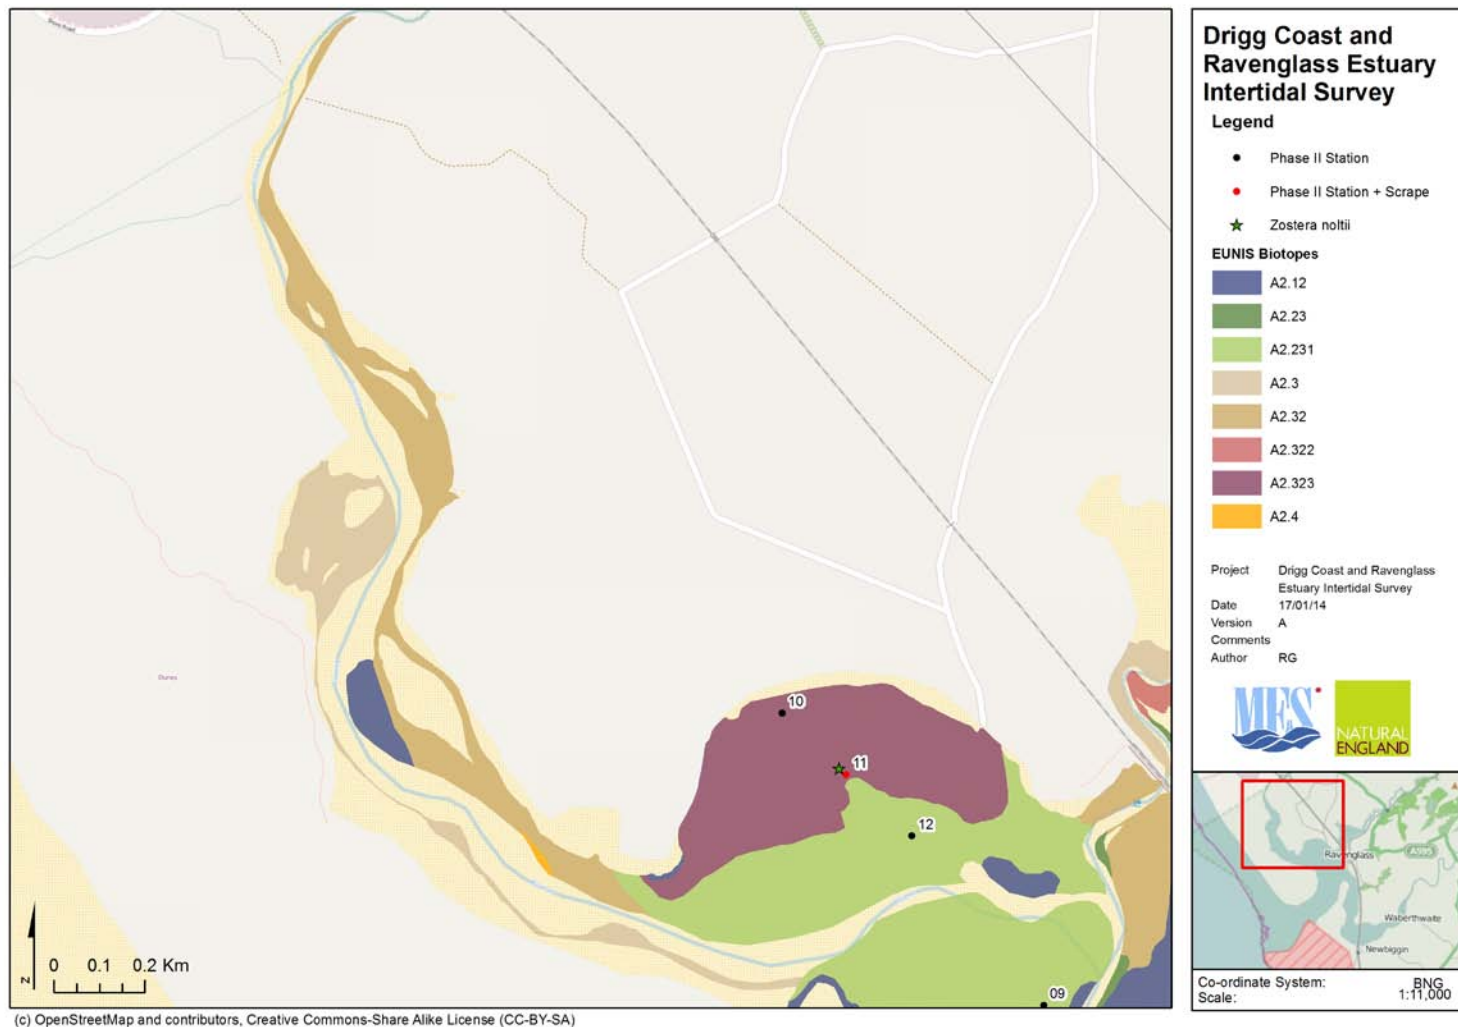 Drigg Coast and
Ravenglass Estuary
Intertidal Survey
Legend
Phase II Station
Phase II Station + Scrape
Zostera noltii
EUNIS Biotopes
A2.12
A2.23
A2.231
A2.3
A2.32
A2.322
A2.323
A2.4
Project Drigg Coast and Ravenglass
Estuary Intertidal Survey
Date 17/01/14
Version A
Comments
Author RG
MES
NATURAL
ENGLAND
A595
Ravenglass
Waberthwaite
Newbiggin
Co-ordinate System: BNG
Scale: 1:11,000
Dunes
10
11
12
09
0 0.1 0.2 Km
N
(c) OpenStreetMap and contributors, Creative Commons-Share Alike License (CC-BY-SA)